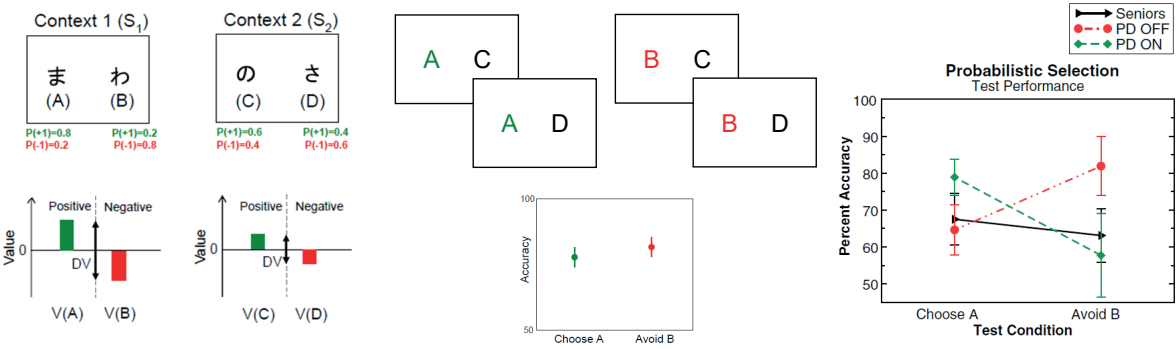 Context 1 (S1)
ま わ
(A) (B)
P(+1)=0.8 P(+1)=0.2
P(-1)=0.2 P(-1)=0.8
Context 2 (S2)
の さ
(C) (D)
P(+1)=0.6 P(+1)=0.4
P(-1)=0.4 P(-1)=0.6
Value
0
Positive Negative
DV
V(A) V(B)
Value
0
Positive Negative
DV
V(C) V(D)
A C
A D
B C
B D
100
Accuracy
50
Choose A Avoid B
Seniors
PD OFF
PD ON
Probabilistic Selection
Test Performance
Percent Accuracy
100
90
80
70
60
50
Choose A Avoid B
Test Condition